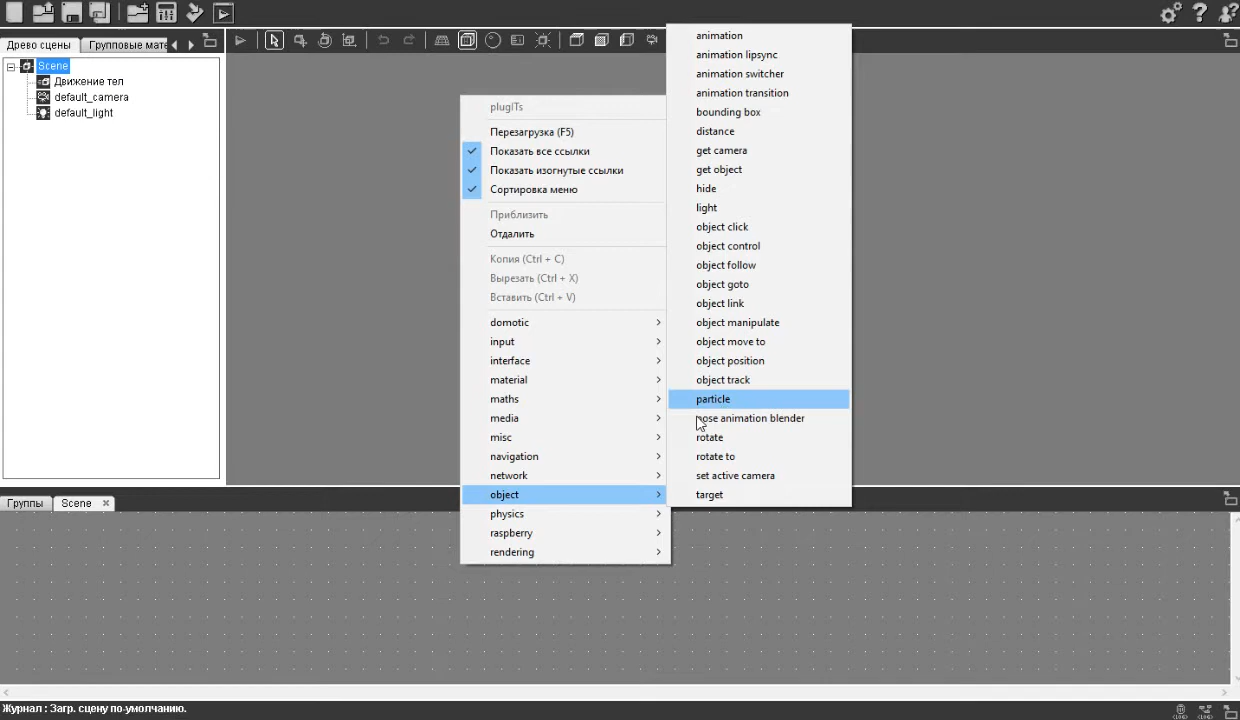 Древо сцены
Групповые мате
Scene
Движение тел
default_camera
default_light
plugITs
Перезагрузка (F5)
Показать все ссылки
Показать изогнутые ссылки
Сортировка меню
Приблизить
Отдалить
Копия (Ctrl + C)
Вырезать (Ctrl + X)
Вставить (Ctrl + V)
domotic
input
interface
material
maths
media
misc
navigation
network
object
physics
raspberry
rendering
animation
animation lipsync
animation switcher
animation transition
bounding box
distance
get camera
get object
hide
light
object click
object control
object follow
object goto
object link
object manipulate
object move to
object position
object track
particle
pose animation blender
rotate
rotate to
set active camera
target
Группы
Scene
Журнал : Загр. сцену по-умолчанию.